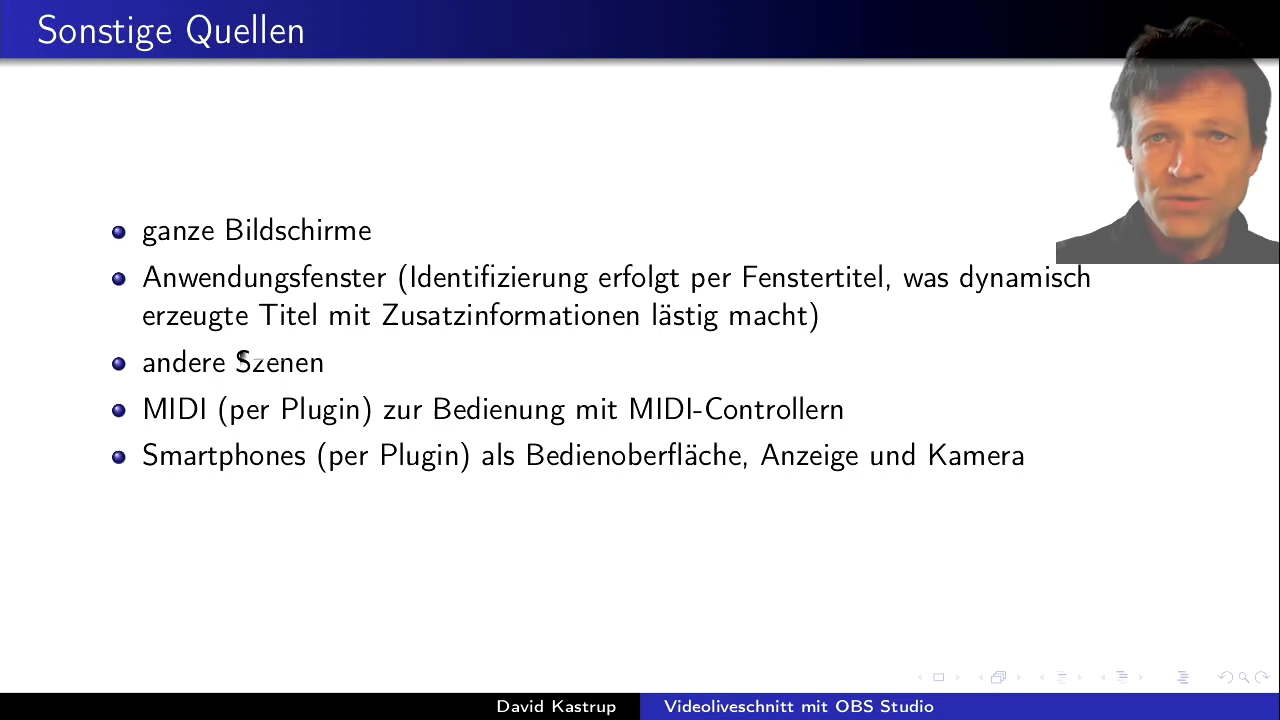 Sonstige Quellen
ganze Bildschirme
Anwendungsfenster (Identifizierung erfolgt per Fenstertitel, was dynamisch
erzeugte Titel mit Zusatzinformationen lästig macht)
andere Szenen
MIDI (per Plugin) zur Bedienung mit MIDI-Controllern
Smartphones (per Plugin) als Bedienoberfläche, Anzeige und Kamera
David Kastrup
Videoliveschnitt mit OBS Studio